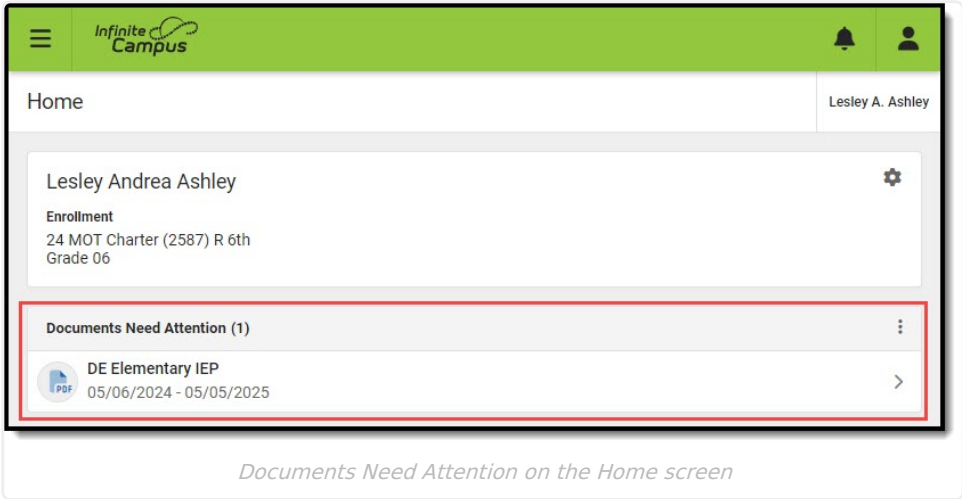 Infinite
Campus
Home
Lesley A. Ashley
Lesley Andrea Ashley
Enrollment
24 MOT Charter (2587) R 6th
Grade 06
Documents Need Attention (1)
PDF
DE Elementary IEP
05/06/2024 - 05/05/2025
Documents Need Attention on the Home screen